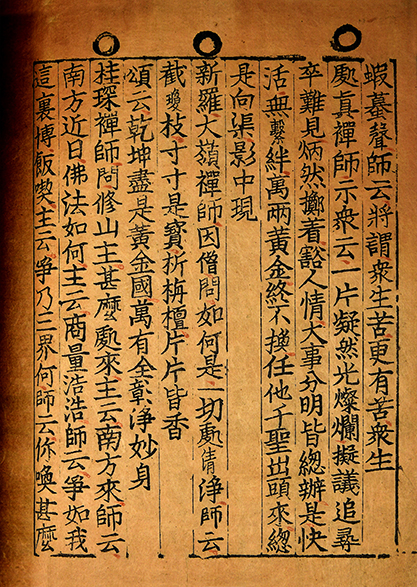 蝦蟇聲師云將謂衆生苦更有苦衆生
處眞禪師示衆云一片凝然光燦爛擬議追尋
卒難見炳然擲着豁人情大事分明皆總辦是快
活無繫絆萬兩黃金終不換任他千聖出頭來緫
是向渠影中現
新羅大嶺禪師因僧問如何是一切處淸淨師云
截瓊枝寸寸是寶折栴檀片片皆香
頌云乾坤盡是黃金國萬有全彰淨妙身
桂琛禪師問修山主甚麽處來主云南方來師云
南方近日佛法如何主云商量浩浩師云爭如我
這裏博飯喫主云爭乃三界何師云伱喚甚麽